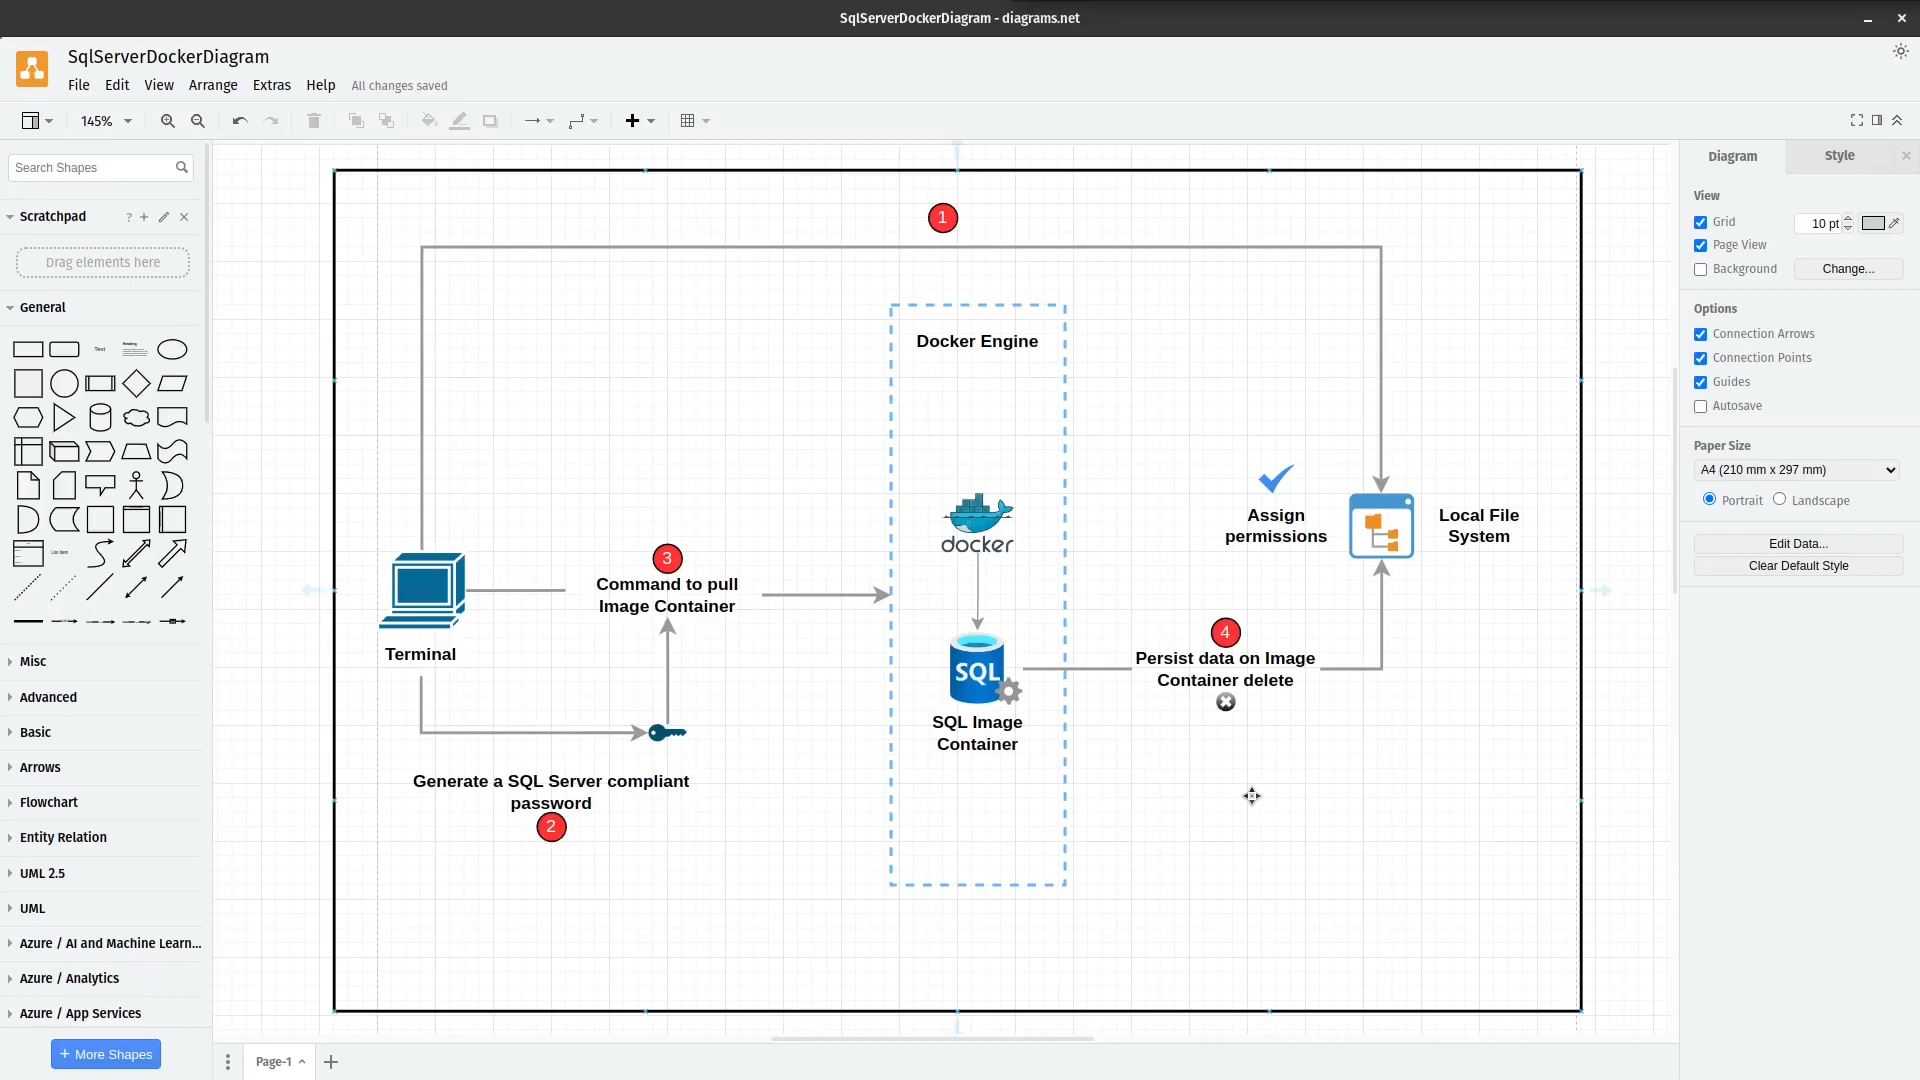 SqlServerDockerDiagram - diagrams.net
SqlServerDockerDiagram
File Edit View Arrange Extras Help All changes saved
145%
Search Shapes
Scratchpad
?
Drag elements here
General
Text
Heading
List Item
Misc
Advanced
Basic
Arrows
Flowchart
Entity Relation
UML 2.5
UML
Azure / AI and Machine Learn...
Azure / Analytics
Azure / App Services
+ More Shapes
1
Docker Engine
docker
Assign
permissions
Local File
System
3
Command to pull
Image Container
Terminal
4
Persist data on Image
Container delete
SQL
SQL Image
Container
Generate a SQL Server compliant
password
2
Page-1
Diagram
Style
View
Grid
10 pt
Page View
Background
Change...
Options
Connection Arrows
Connection Points
Guides
Autosave
Paper Size
A4 (210 mm x 297 mm)
Portrait
Landscape
Edit Data...
Clear Default Style